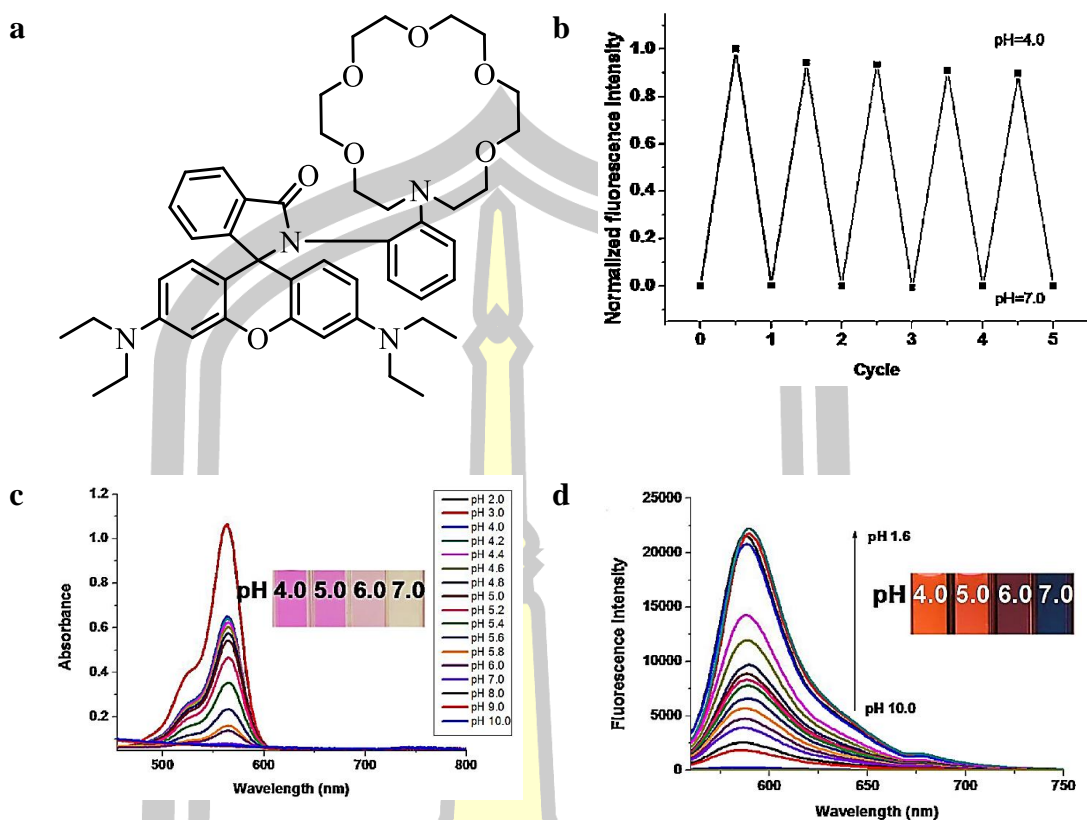 a
O
O
O
O
O
O
N
O
N
N
O
N
b
Normalized fluorescence Intensity
1.0
0.8
0.6
0.4
0.2
0.0
pH=4.0
pH=7.0
0 1 2 3 4 5
Cycle
c
Absorbance
1.2
1.0
0.8
0.6
0.4
0.2
pH 4.0 5.0 6.0 7.0
pH 2.0
pH 3.0
pH 4.0
pH 4.2
pH 4.4
pH 4.6
pH 4.8
pH 5.0
pH 5.2
pH 5.4
pH 5.6
pH 5.8
pH 6.0
pH 7.0
pH 8.0
pH 9.0
pH 10.0
500 600 700 800
Wavelength (nm)
d
Fluorescence Intensity
25000
20000
15000
10000
5000
0
pH 1.6
pH 4.0 5.0 6.0 7.0
pH 10.0
600 650 700 750
Wavelength (nm)